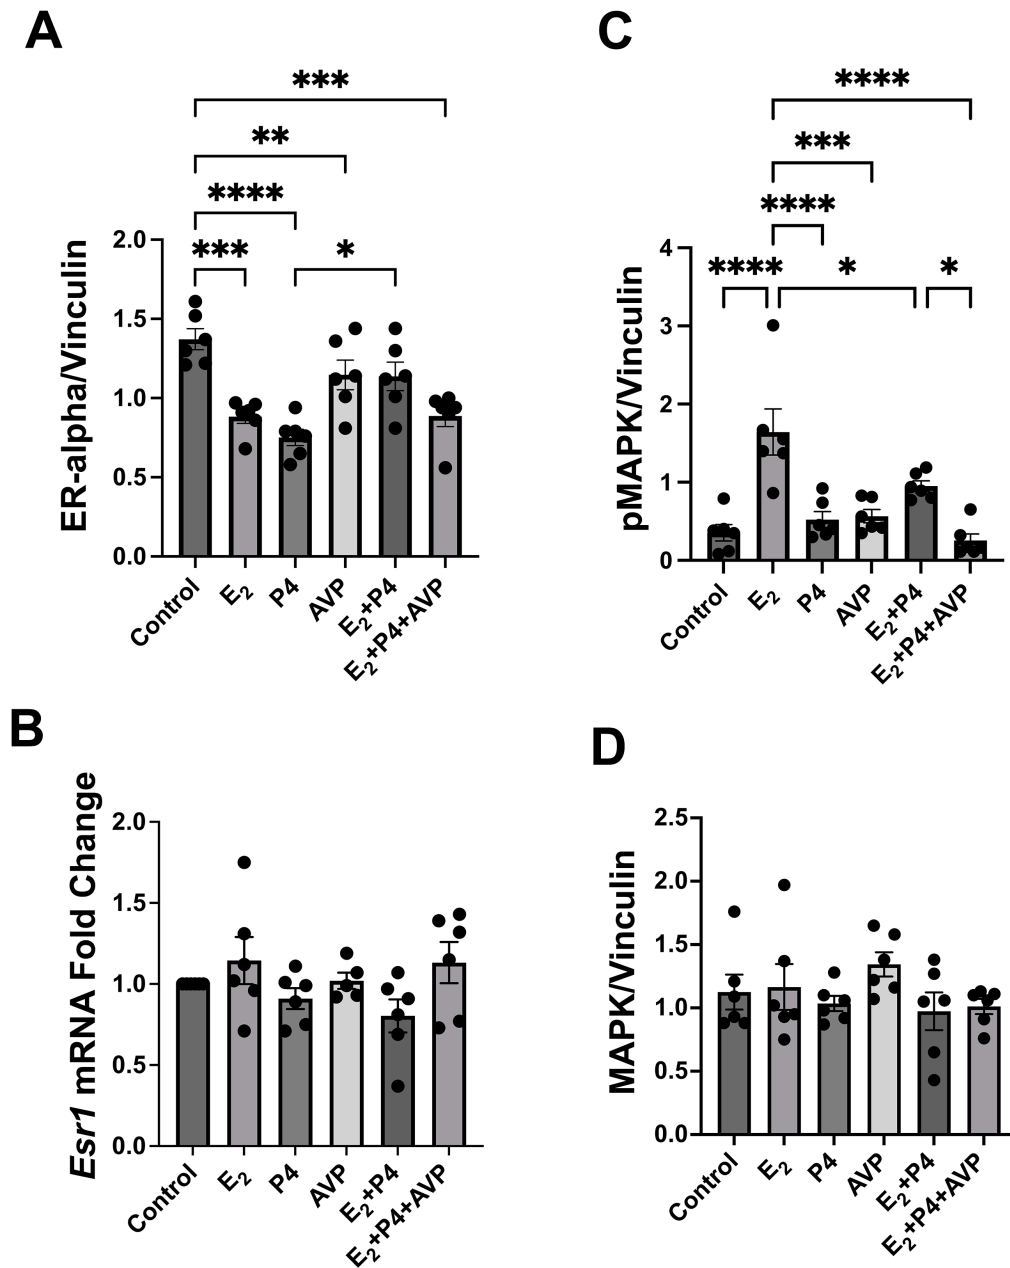 A
***
**
****
***
*
ER-alpha/Vinculin
2.0
1.5
1.0
0.5
0.0
Control
E₂
P4
AVP
E₂+P4
E₂+P4+AVP
C
****
***
****
****
*
*
pMAPK/Vinculin
4
3
2
1
0
Control
E₂
P4
AVP
E₂+P4
E₂+P4+AVP
B
Esr1 mRNA Fold Change
2.0
1.5
1.0
0.5
0.0
Control
E₂
P4
AVP
E₂+P4
E₂+P4+AVP
D
MAPK/Vinculin
2.5
2.0
1.5
1.0
0.5
0.0
Control
E₂
P4
AVP
E₂+P4
E₂+P4+AVP